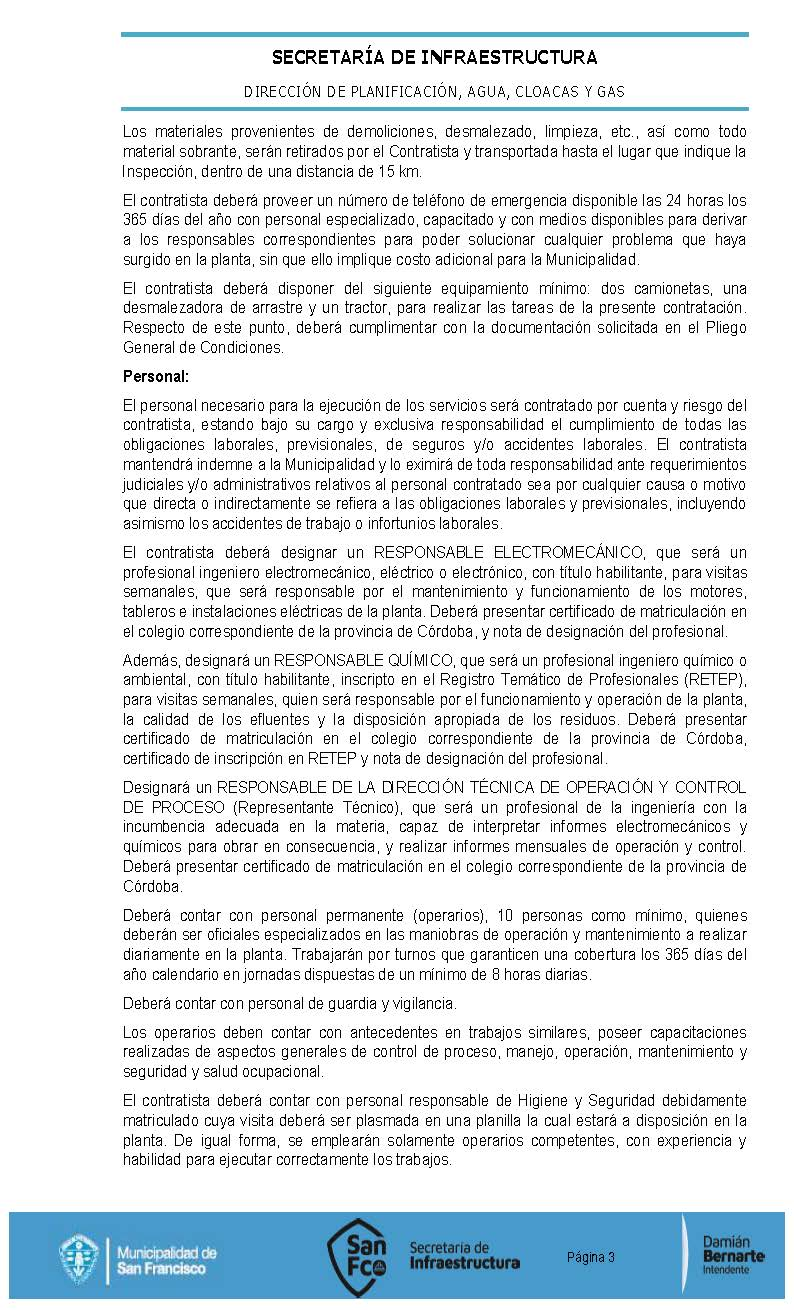 SECRETARÍA DE INFRAESTRUCTURA
DIRECCIÓN DE PLANIFICACIÓN, AGUA, CLOACAS Y GAS
Los materiales provenientes de demoliciones, desmalezado, limpieza, etc., así como todo
material sobrante, serán retirados por el Contratista y transportada hasta el lugar que indique la
Inspección, dentro de una distancia de 15 km.
El contratista deberá proveer un número de teléfono de emergencia disponible las 24 horas los
365 días del año con personal especializado, capacitado y con medios disponibles para derivar
a los responsables correspondientes para poder solucionar cualquier problema que haya
surgido en la planta, sin que ello implique costo adicional para la Municipalidad.
El contratista deberá disponer del siguiente equipamiento mínimo: dos camionetas, una
desmalezadora de arrastre y un tractor, para realizar las tareas de la presente contratación.
Respecto de este punto, deberá cumplimentar con la documentación solicitada en el Pliego
General de Condiciones.
Personal:
El personal necesario para la ejecución de los servicios será contratado por cuenta y riesgo del
contratista, estando bajo su cargo y exclusiva responsabilidad el cumplimiento de todas las
obligaciones laborales, previsionales, de seguros y/o accidentes laborales. El contratista
mantendrá indemne a la Municipalidad y lo eximirá de toda responsabilidad ante requerimientos
judiciales y/o administrativos relativos al personal contratado sea por cualquier causa o motivo
que directa o indirectamente se refiera a las obligaciones laborales y previsionales, incluyendo
asimismo los accidentes de trabajo o infortunios laborales.
El contratista deberá designar un RESPONSABLE ELECTROMECÁNICO, que será un
profesional ingeniero electromecánico, eléctrico o electrónico, con título habilitante, para visitas
semanales, que será responsable por el mantenimiento y funcionamiento de los motores,
tableros e instalaciones eléctricas de la planta. Deberá presentar certificado de matriculación en
el colegio correspondiente de la provincia de Córdoba, y nota de designación del profesional.
Además, designará un RESPONSABLE QUÍMICO, que será un profesional ingeniero químico o
ambiental, con título habilitante, inscripto en el Registro Temático de Profesionales (RETEP),
para visitas semanales, quien será responsable por el funcionamiento y operación de la planta,
la calidad de los efluentes y la disposición apropiada de los residuos. Deberá presentar
certificado de matriculación en el colegio correspondiente de la provincia de Córdoba,
certificado de inscripción en RETEP y nota de designación del profesional.
Designará un RESPONSABLE DE LA DIRECCIÓN TÉCNICA DE OPERACIÓN Y CONTROL
DE PROCESO (Representante Técnico), que será un profesional de la ingeniería con la
incumbencia adecuada en la materia, capaz de interpretar informes electromecánicos y
químicos para obrar en consecuencia, y realizar informes mensuales de operación y control.
Deberá presentar certificado de matriculación en el colegio correspondiente de la provincia de
Córdoba.
Deberá contar con personal permanente (operarios), 10 personas como mínimo, quienes
deberán ser oficiales especializados en las maniobras de operación y mantenimiento a realizar
diariamente en la planta. Trabajarán por turnos que garanticen una cobertura los 365 días del
año calendario en jornadas dispuestas de un mínimo de 8 horas diarias.
Deberá contar con personal de guardia y vigilancia.
Los operarios deben contar con antecedentes en trabajos similares, poseer capacitaciones
realizadas de aspectos generales de control de proceso, manejo, operación, mantenimiento y
seguridad y salud ocupacional.
El contratista deberá contar con personal responsable de Higiene y Seguridad debidamente
matriculado cuya visita deberá ser plasmada en una planilla la cual estará a disposición en la
planta. De igual forma, se emplearán solamente operarios competentes, con experiencia y
habilidad para ejecutar correctamente los trabajos.
Municipalidad de
San Francisco
San
Fco
Secretaría de
Infraestructura
Página 3
Damián
Bernarte
Intendente